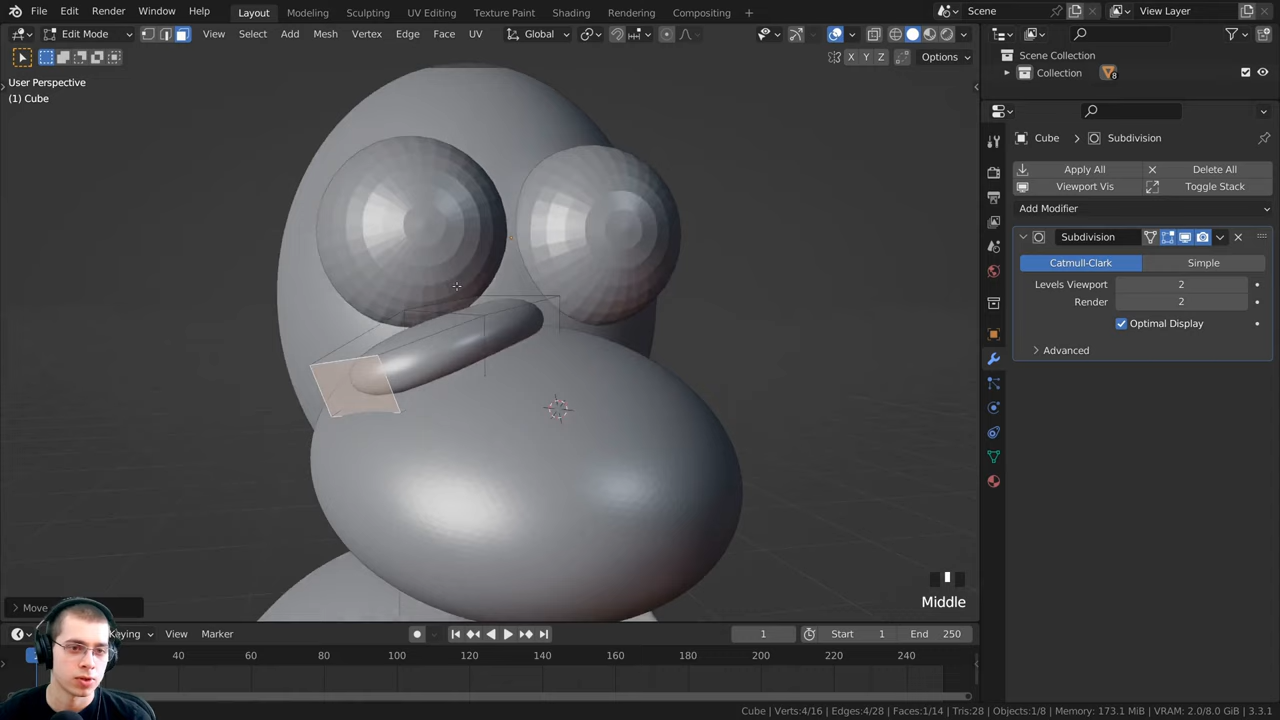 File Edit Render Window Help Layout Modeling Sculpting UV Editing Texture Paint Shading Rendering Compositing Scene View Layer
Edit Mode View Select Add Mesh Vertex Edge Face UV Global
X Y Z Options
User Perspective
(1) Cube
Scene Collection
Collection 8
Cube Subdivision
Apply All Delete All
Viewport Vis Toggle Stack
Add Modifier
Subdivision
Catmull-Clark Simple
Levels Viewport 2
Render 2
Optimal Display
Advanced
Middle
Move
Keying View Marker 1 Start 1 End 250
20 40 60 80 100 120 140 160 180 200 220 240
Cube | Verts:4/16 | Edges:4/28 | Faces:1/14 | Tris:28 | Objects:1/8 | Memory: 173.1 MiB | VRAM: 2.0/8.0 GiB | 3.3.1